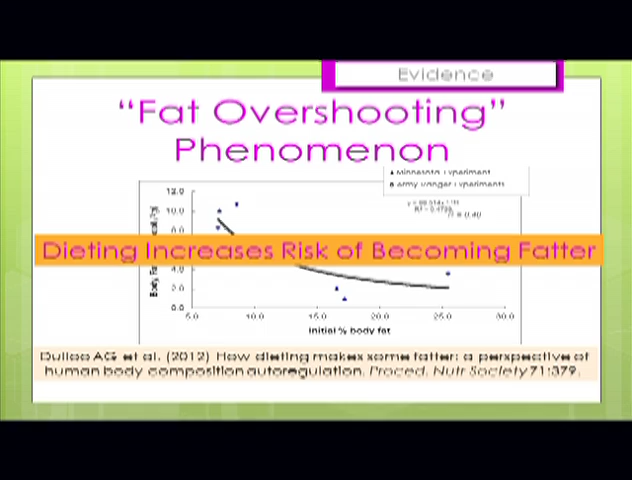 Evidence
"Fat Overshooting"
Phenomenon
Minnesota Experiment
Army Ranger Experiments
12.0
10.0
8.0
Dieting Increases Risk of Becoming Fatter
4.0
2.0
0.0
5.0 10.0 15.0 20.0 25.0 30.0
Initial % body fat
Dulloo AG et al. (2012) How dieting makes some fatter: a perspective of
human body composition autoregulation. Proced. Nutr Society 71:379.